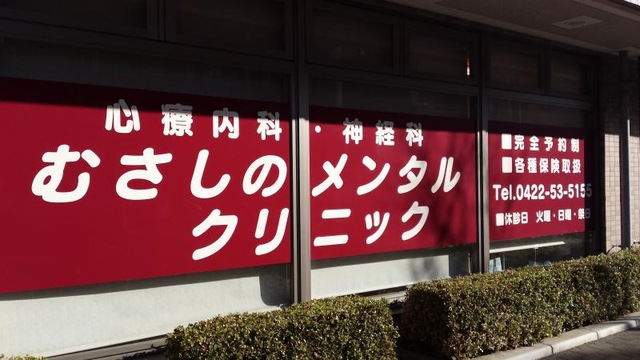 心療内科・神経科
むさしのメンタル
クリニック
■完全予約制
■各種保険取扱
Tel.0422-53-5155
■休診日 火曜・日曜・祭日